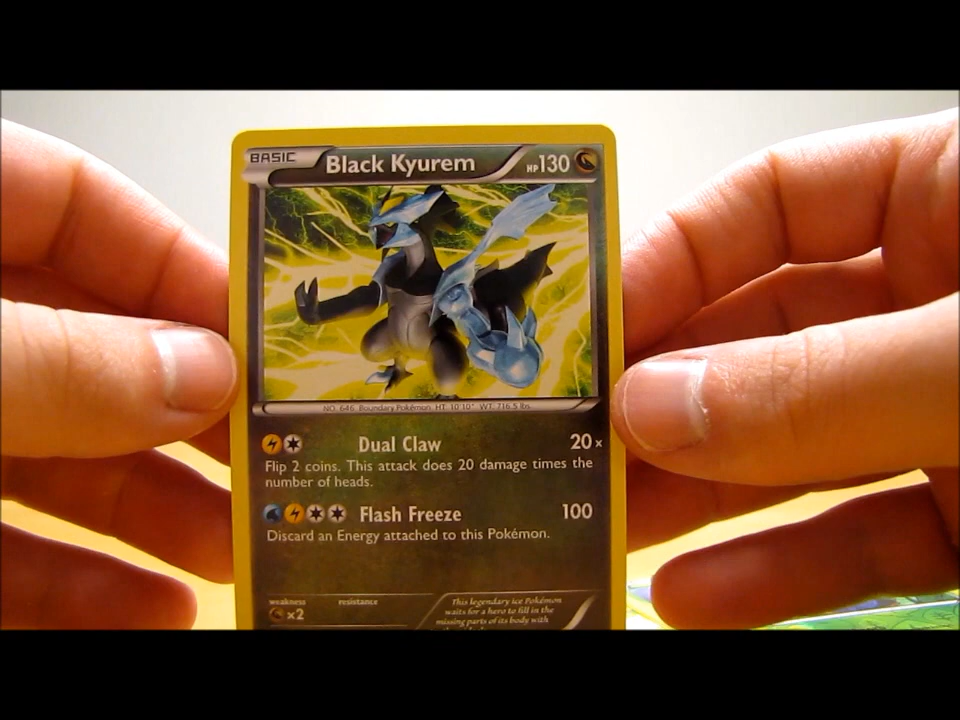 BASIC Black Kyurem HP130
NO. 646 Boundary Pokémon HT: 10'10" WT: 716.5 lbs.
Dual Claw 20x
Flip 2 coins. This attack does 20 damage times the
number of heads.
Flash Freeze 100
Discard an Energy attached to this Pokémon.
weakness resistance
×2
This legendary ice Pokémon
waits for a hero to fill in the
missing parts of its body with